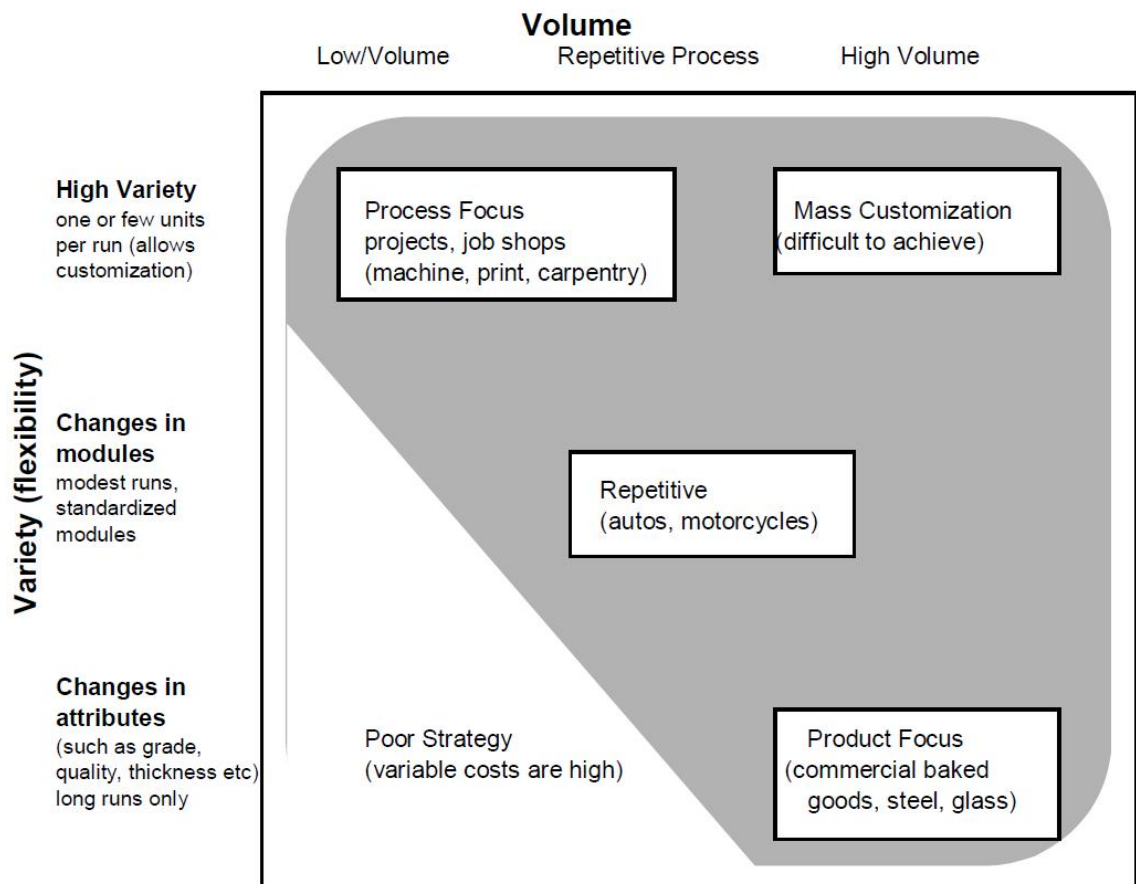 Volume
Low/Volume
Repetitive Process
High Volume
Variety (flexibility)
High Variety
one or few units
per run (allows
customization)
Process Focus
projects, job shops
(machine, print, carpentry)
Mass Customization
(difficult to achieve)
Changes in
modules
modest runs,
standardized
modules
Repetitive
(autos, motorcycles)
Changes in
attributes
(such as grade,
quality, thickness etc)
long runs only
Poor Strategy
(variable costs are high)
Product Focus
(commercial baked
goods, steel, glass)